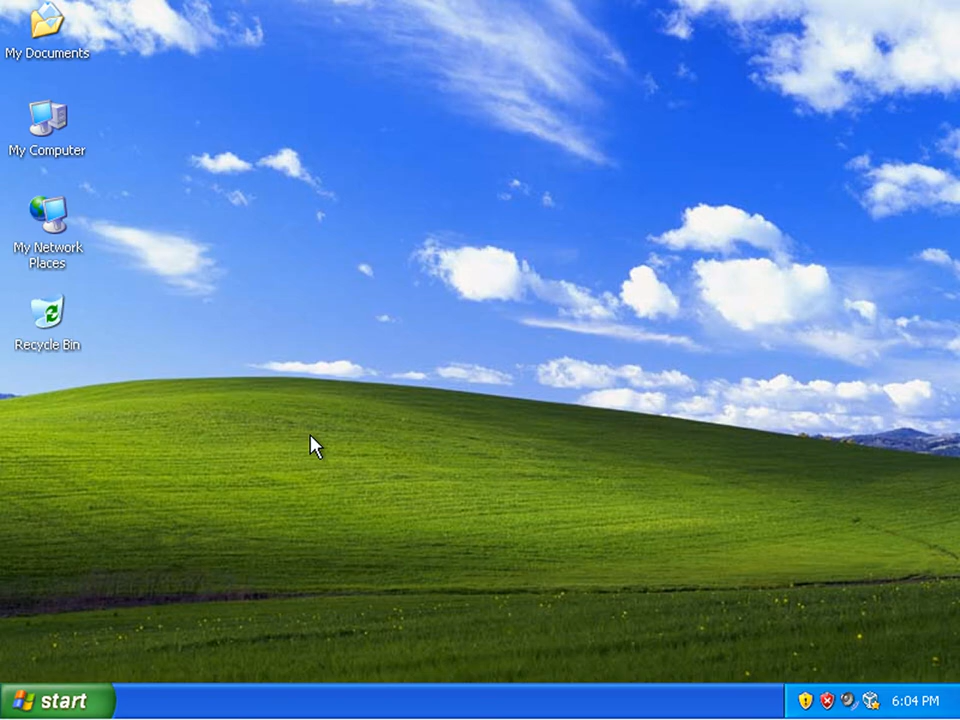 My Documents
My Computer
My Network
Places
Recycle Bin
start
6:04 PM